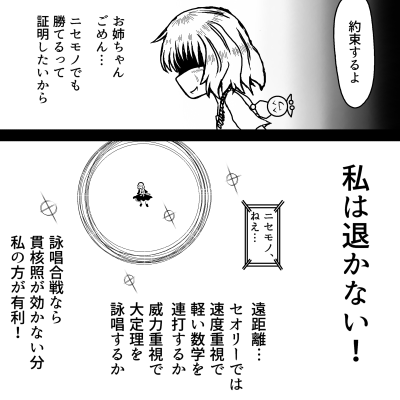 約束するよ
お姉ちゃん
ごめん…
ニセモノでも
勝てるって
証明したいから
私は退かない！
ニセモノ、
ねえ…
遠距離…
セオリーでは
速度重視で
軽い数学を
連打するか
威力重視で
大定理を
詠唱するか
詠唱合戦なら
貫核照が効かない分
私の方が有利！